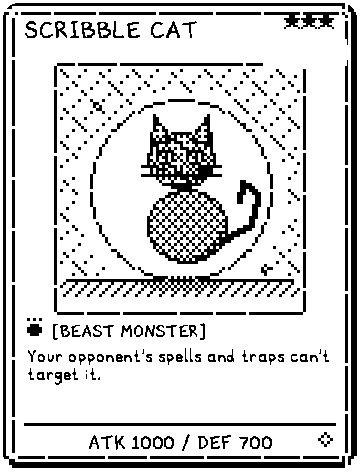 SCRIBBLE CAT
[BEAST MONSTER]
Your opponent's spells and traps can't
target it.
ATK 1000 / DEF 700